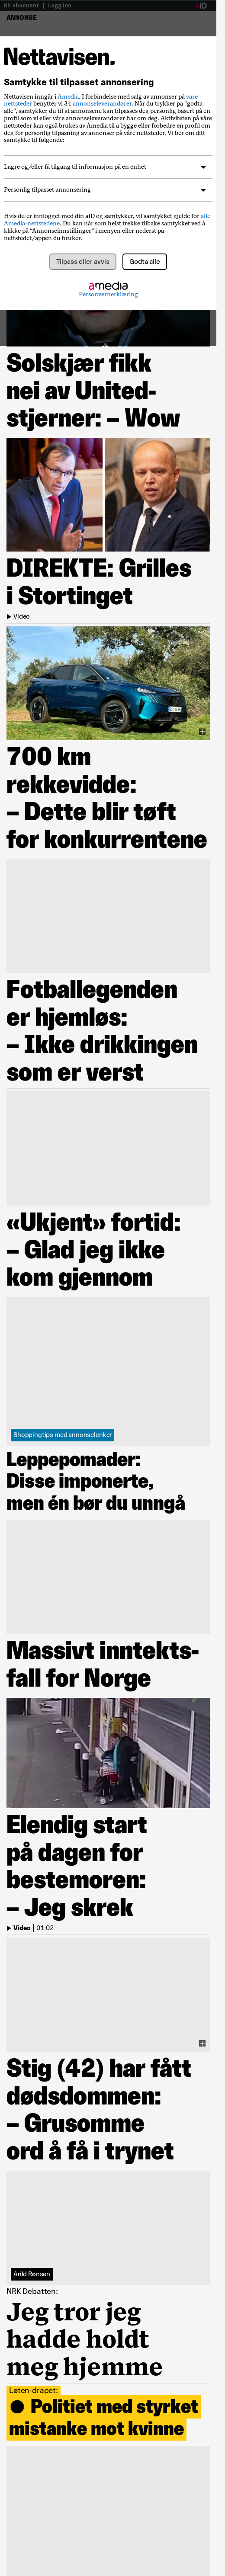 Bli abonnent | Logg inn
aID
ANNONSE
Nettavisen.
Samtykke til tilpasset annonsering
Nettavisen inngår i Amedia. I forbindelse med salg av annonser på våre
nettsteder benytter vi 34 annonseleverandører. Når du trykker på "godta
alle", samtykker du til at annonsene kan tilpasses deg personlig basert på en
profil som vi eller våre annonseleverandører har om deg. Aktiviteten på våre
nettsteder kan også brukes av Amedia til å bygge eller forbedre en profil om
deg for personlig tilpasning av annonser på våre nettsteder. Vi ber om ditt
samtykke til følgende:
Lagre og/eller få tilgang til informasjon på en enhet
Personlig tilpasset annonsering
Hvis du er innlogget med din aID og samtykker, vil samtykket gjelde for alle
Amedia-nettstedene. Du kan når som helst trekke tilbake samtykket ved å
klikke på "Annonseinnstillinger" i menyen eller nederst på
nettstedet/appen du bruker.
Tilpass eller avvis
Godta alle
amedia
Personvernerklæring
Solskjær fikk
nei av United-
stjerner: – Wow
DIREKTE: Grilles
i Stortinget
Video
700 km
rekkevidde:
– Dette blir tøft
for konkurrentene
Fotballegenden
er hjemløs:
– Ikke drikkingen
som er verst
«Ukjent» fortid:
– Glad jeg ikke
kom gjennom
Shoppingtips med annonselenker
Leppepomader:
Disse imponerte,
men én bør du unngå
Massivt inntekts-
fall for Norge
Elendig start
på dagen for
bestemoren:
– Jeg skrek
Video | 01:02
Stig (42) har fått
dødsdommen:
– Grusomme
ord å få i trynet
Arild Rønsen
NRK Debatten:
Jeg tror jeg
hadde holdt
meg hjemme
Løten-drapet:
● Politiet med styrket
mistanke mot kvinne